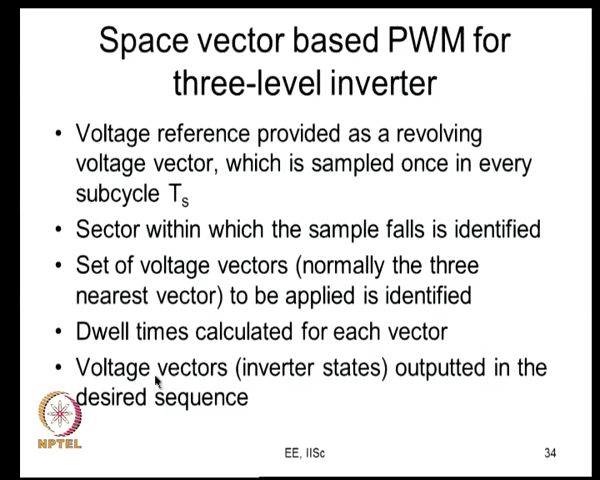 Space vector based PWM for
three-level inverter
• Voltage reference provided as a revolving
voltage vector, which is sampled once in every
subcycle Ts
• Sector within which the sample falls is identified
• Set of voltage vectors (normally the three
nearest vector) to be applied is identified
• Dwell times calculated for each vector
• Voltage vectors (inverter states) outputted in the
desired sequence
NPTEL
EE, IISc
34